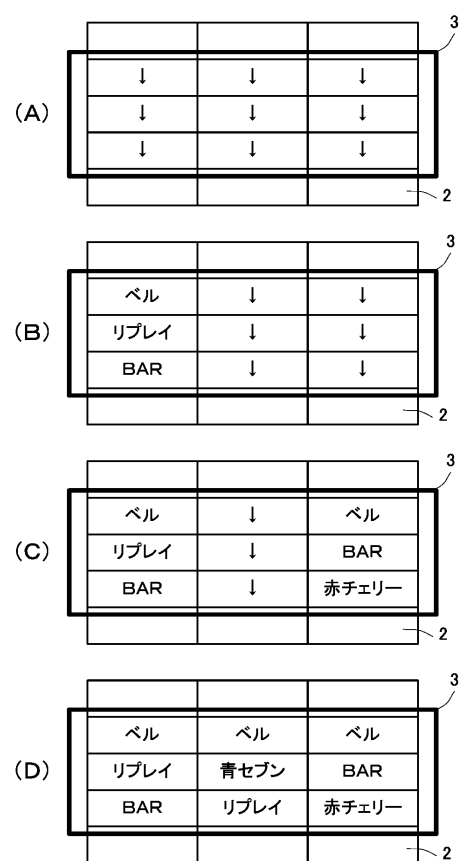 3
(A)
↓ ↓ ↓
↓ ↓ ↓
↓ ↓ ↓
2
3
(B)
ベル ↓ ↓
リプレイ ↓ ↓
BAR ↓ ↓
2
3
(C)
ベル ↓ ベル
リプレイ ↓ BAR
BAR ↓ 赤チェリー
2
3
(D)
ベル ベル ベル
リプレイ 青セブン BAR
BAR リプレイ 赤チェリー
2